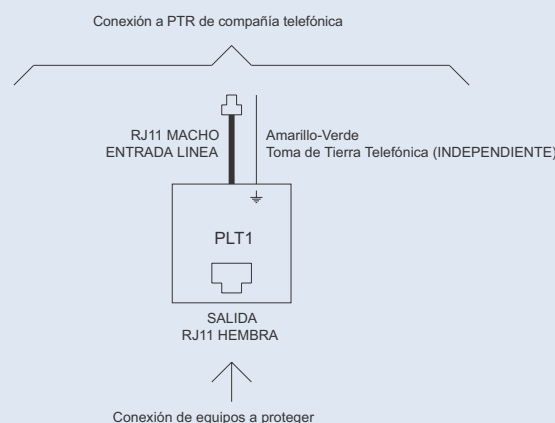 Conexión a PTR de compañía telefónica
RJ11 MACHO
ENTRADA LINEA
Amarillo-Verde
Toma de Tierra Telefónica (INDEPENDIENTE)
PLT1
SALIDA
RJ11 HEMBRA
Conexión de equipos a proteger